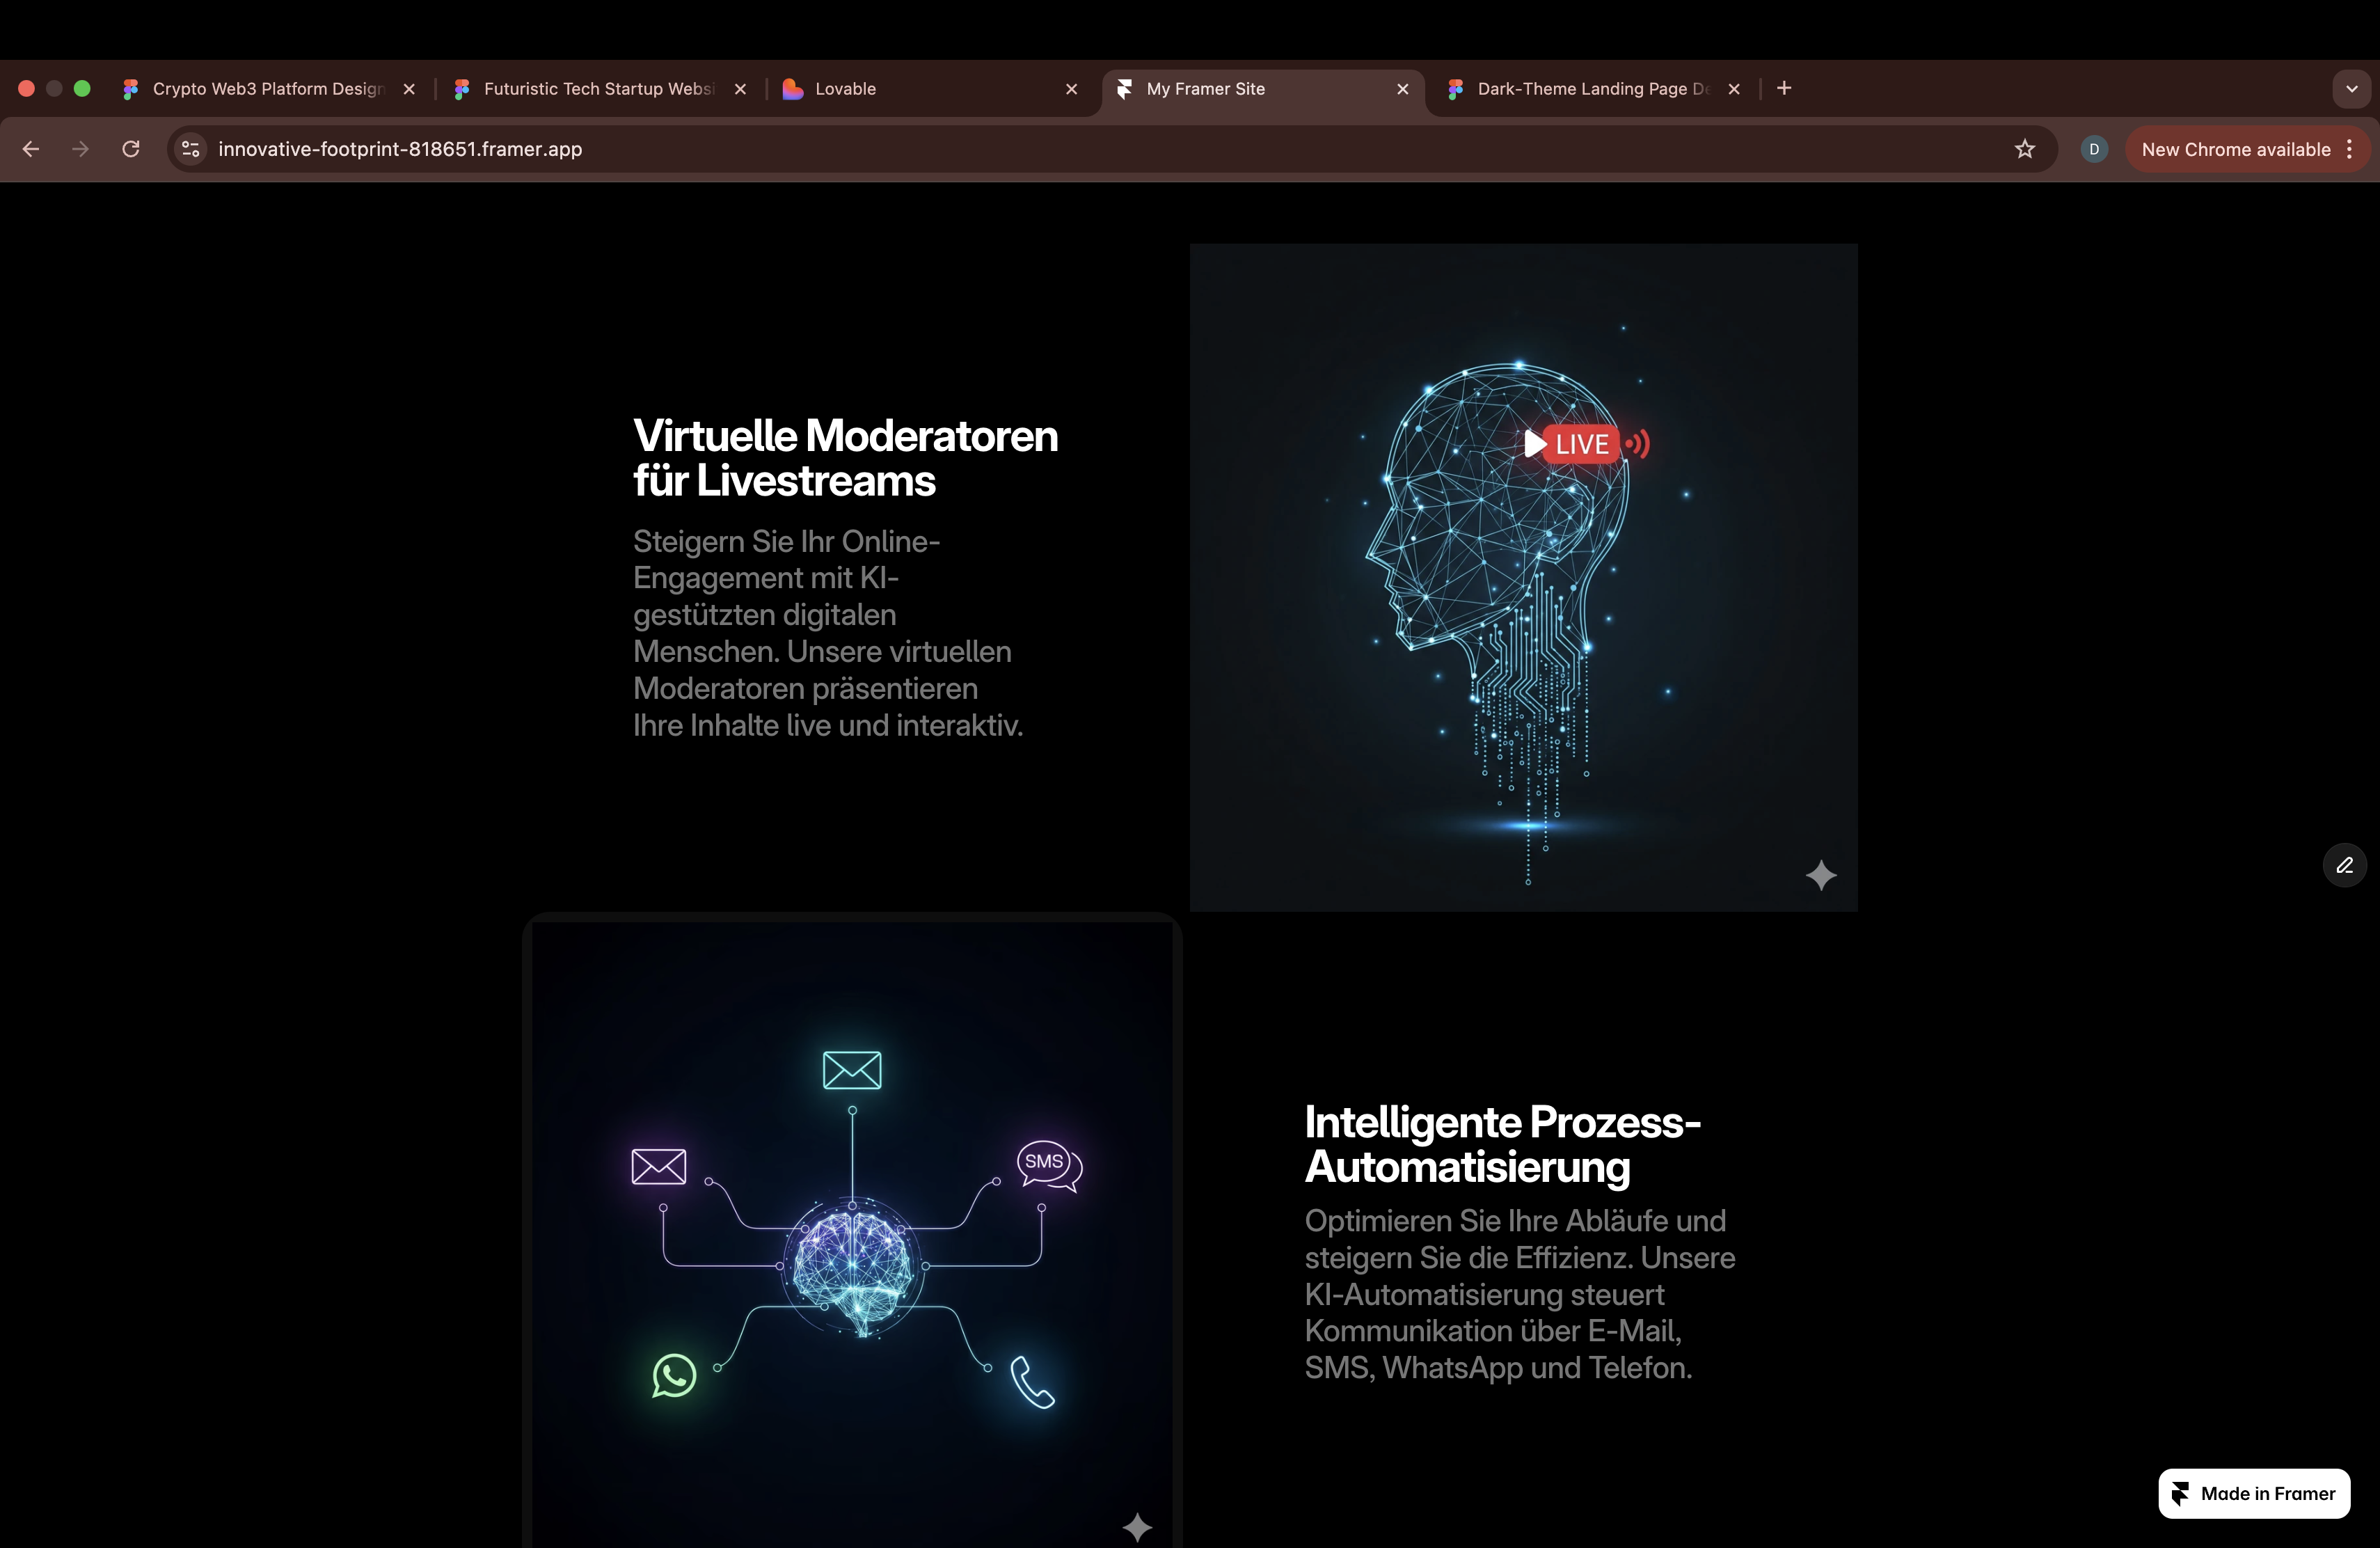 Crypto Web3 Platform Design
Futuristic Tech Startup Websi
Lovable
My Framer Site
Dark-Theme Landing Page De
innovative-footprint-818651.framer.app
D
New Chrome available
Virtuelle Moderatoren
für Livestreams
Steigern Sie Ihr Online-
Engagement mit KI-
gestützten digitalen
Menschen. Unsere virtuellen
Moderatoren präsentieren
Ihre Inhalte live und interaktiv.
LIVE
SMS
Intelligente Prozess-
Automatisierung
Optimieren Sie Ihre Abläufe und
steigern Sie die Effizienz. Unsere
KI-Automatisierung steuert
Kommunikation über E-Mail,
SMS, WhatsApp und Telefon.
Made in Framer